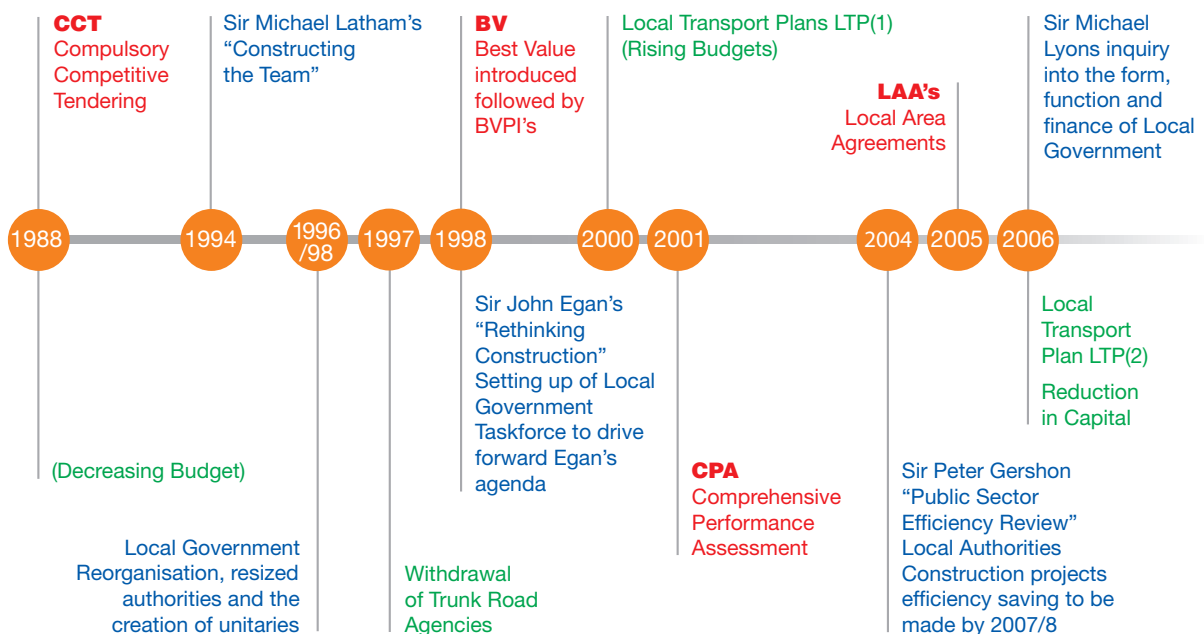 CCT
Compulsory
Competitive
Tendering
Sir Michael Latham’s
“Constructing
the Team”
BV
Best Value
introduced
followed by
BVPI’s
Local Transport Plans LTP(1)
(Rising Budgets)
LAA’s
Local Area
Agreements
Sir Michael
Lyons inquiry
into the form,
function and
finance of Local
Government
1988
1994
1996
/98
1997
1998
2000
2001
2004
2005
2006
(Decreasing Budget)
Local Government
Reorganisation, resized
authorities and the
creation of unitaries
Withdrawal
of Trunk Road
Agencies
Sir John Egan’s
“Rethinking
Construction”
Setting up of Local
Government
Taskforce to drive
forward Egan’s
agenda
CPA
Comprehensive
Performance
Assessment
Sir Peter Gershon
“Public Sector
Efficiency Review”
Local Authorities
Construction projects
efficiency saving to be
made by 2007/8
Local
Transport
Plan LTP(2)
Reduction
in Capital